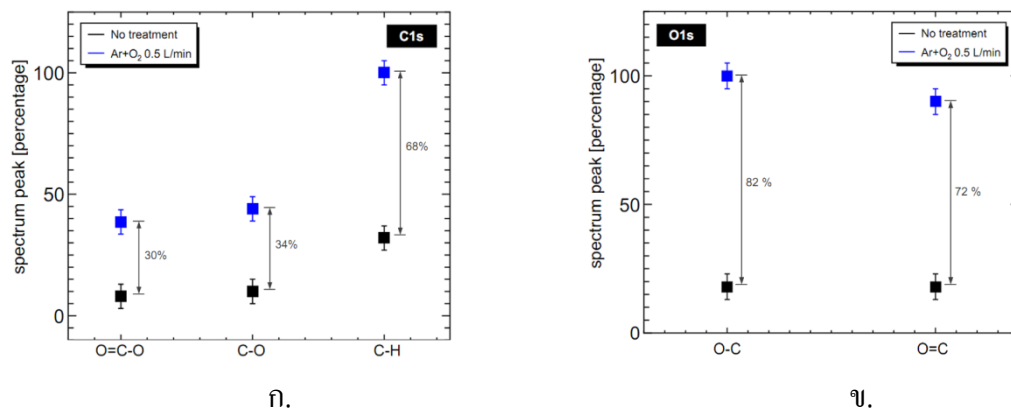 No treatment
Ar+O₂ 0.5 L/min
C1s
spectrum peak [percentage]
100
50
0
68%
30%
34%
O=C-O C-O C-H
ก.
O1s
No treatment
Ar+O₂ 0.5 L/min
spectrum peak [percentage]
100
50
0
82 %
72 %
O-C O=C
ข.